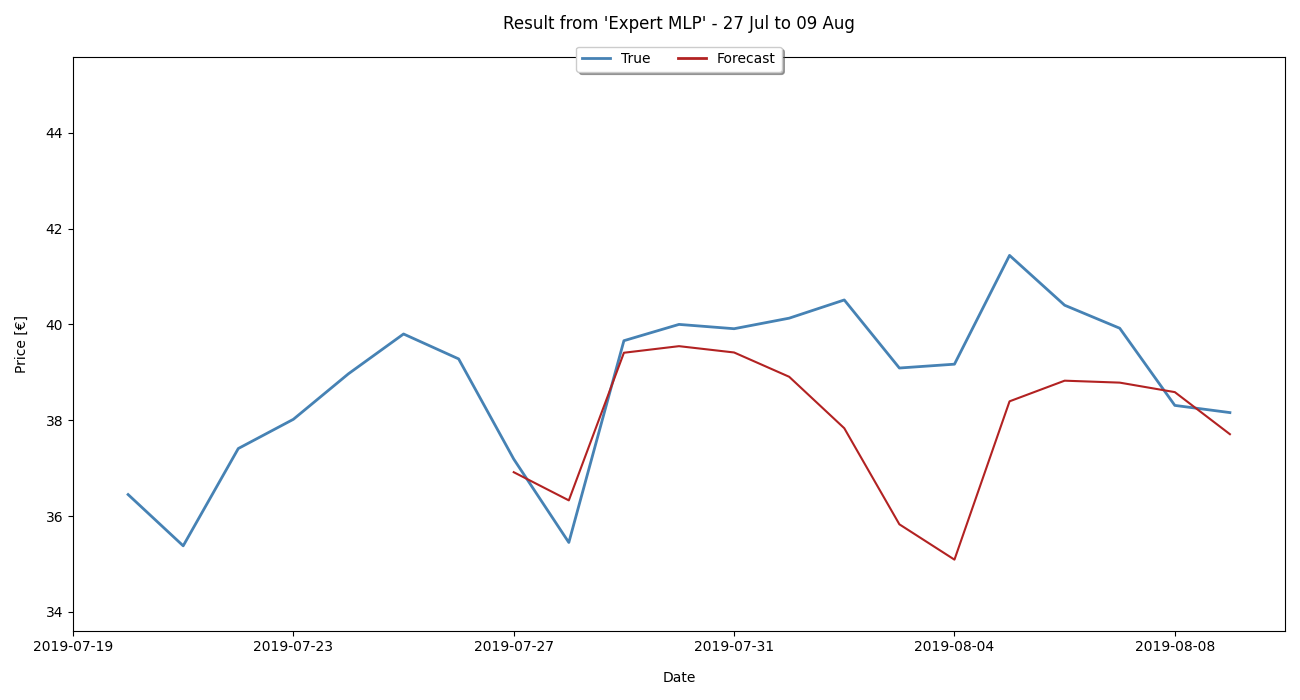 Result from 'Expert MLP' - 27 Jul to 09 Aug
True Forecast
44
42
40
38
36
34
Price [€]
2019-07-19 2019-07-23 2019-07-27 2019-07-31 2019-08-04 2019-08-08
Date